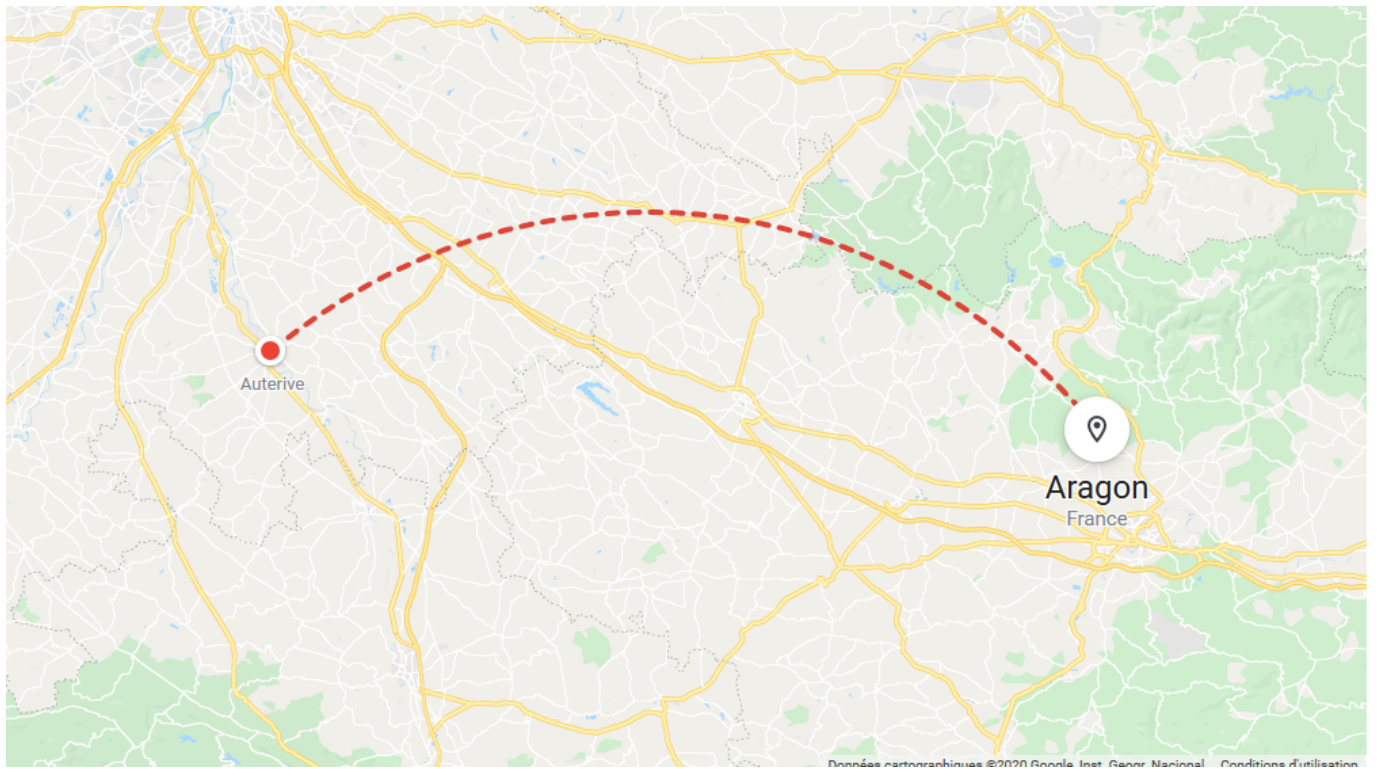 Auterive
Aragon
France
Données cartographiques ©2020 Google, Inst. Geogr. Nacional Conditions d'utilisation